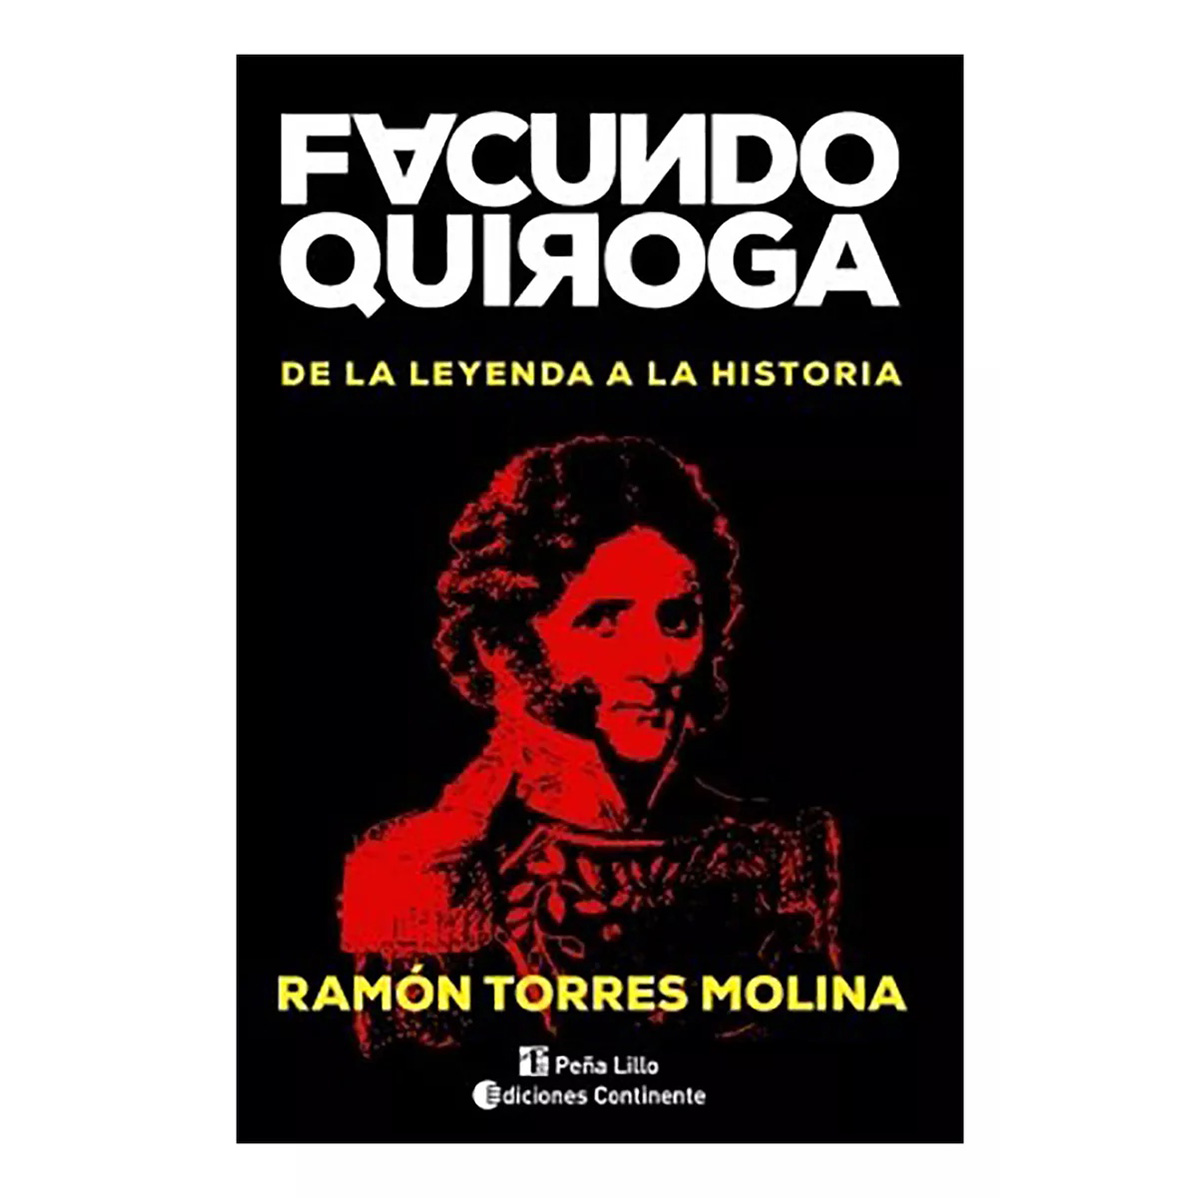 FACUNDO
QUIROGA
DE LA LEYENDA A LA HISTORIA
RAMÓN TORRES MOLINA
Peña Lillo
Ediciones Continente